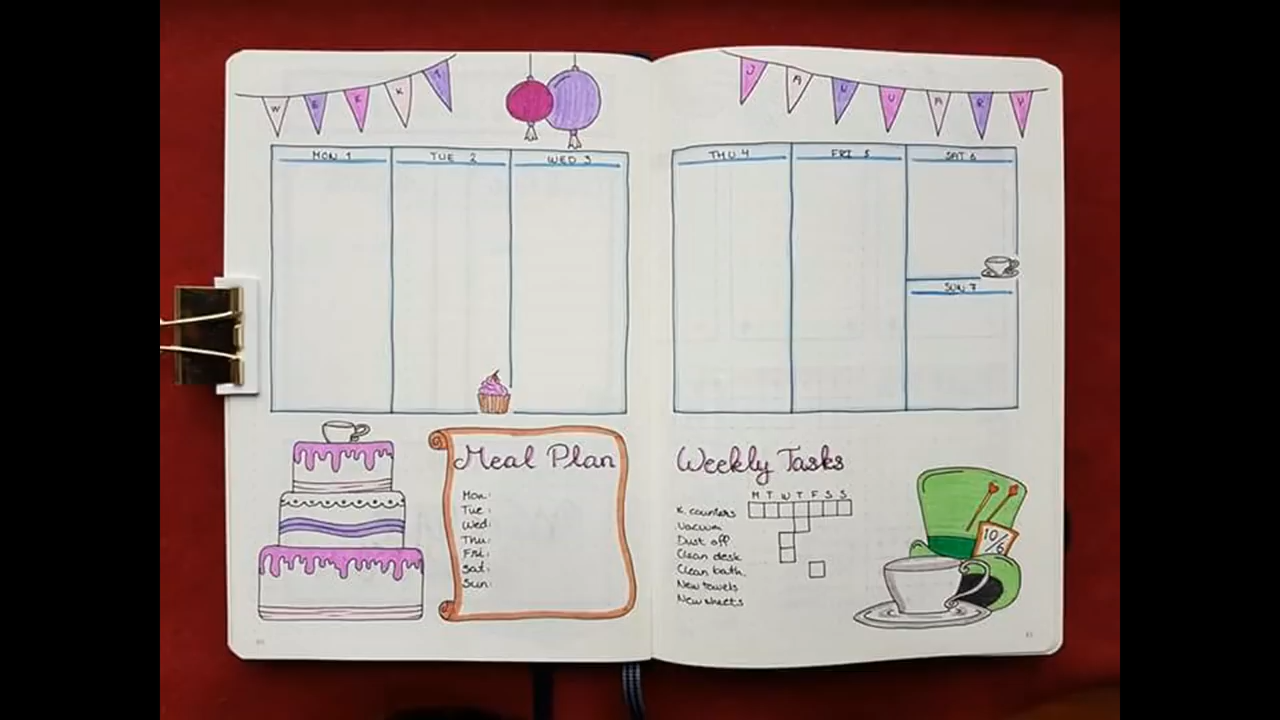 WEEK 1
JANUARY
MON 1
TUE 2
WED 3
THU 4
FRI 5
SAT 6
SUN 7
Meal Plan
Mon:
Tue:
Wed:
Thu:
Fri:
Sat:
Sun:
Weekly Tasks
M T W T F S S
K. counters
Vacuum
Dust off
Clean desk
Clean bath.
New towels
New sheets
10/6